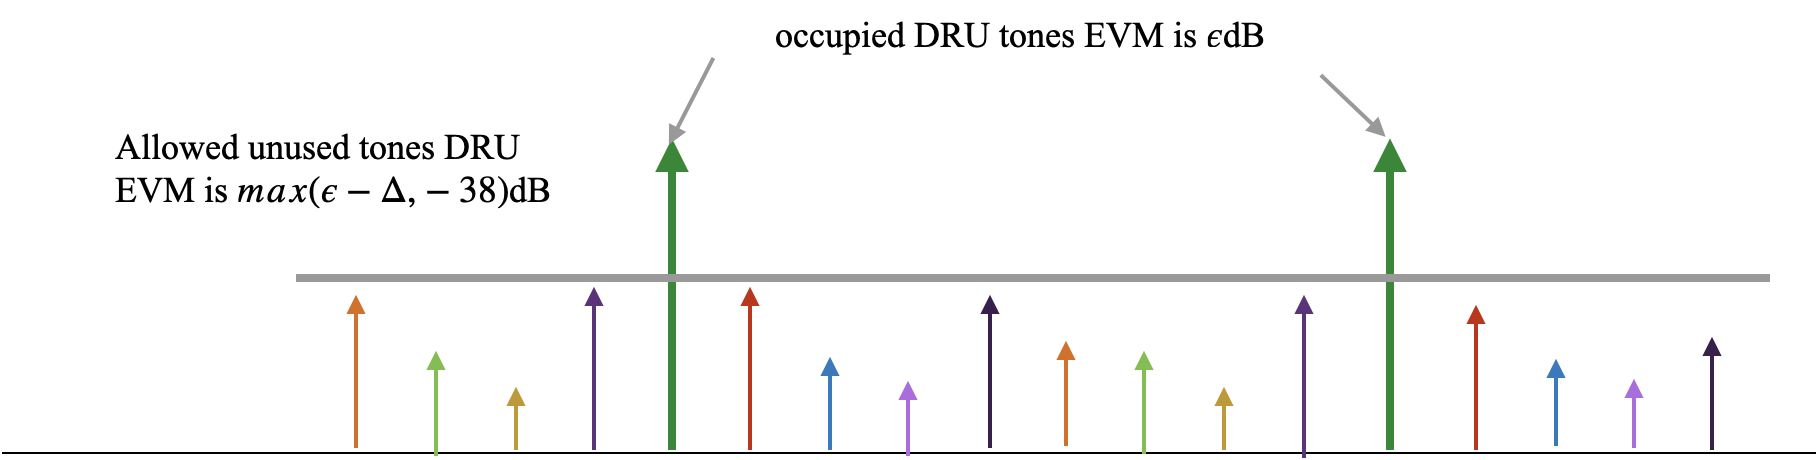 occupied DRU tones EVM is ϵdB
Allowed unused tones DRU
EVM is max(ϵ − Δ, − 38)dB